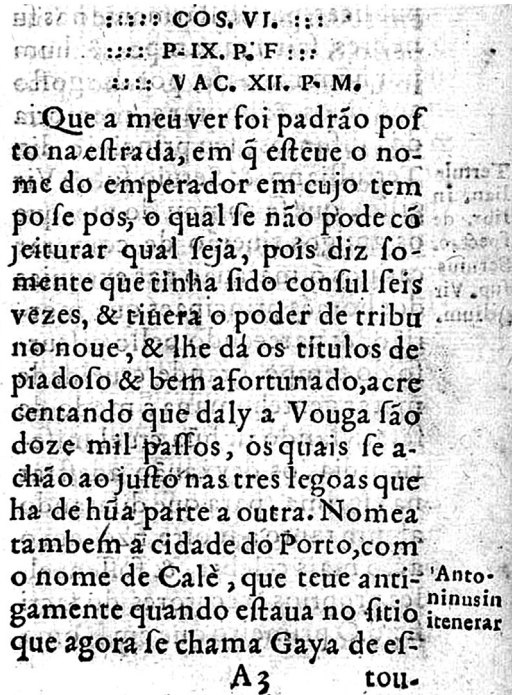 ::::: COS. VI. ::::
:::: P. IX. P. F :::
:::: VAC. XII. P. M.
Que a meu ver foi padrão poſ
to na eſtrada, em q̃ eſteue o no-
me do emperador em cujo tem
po ſe pos, o qual ſe não pode cõ
jeiturar qual ſeja, pois diz ſo-
mente que tinha ſido conſul ſeis
vezes, & tiuera o poder de tribu
no noue, & lhe dá os titulos de
piadoſo & bem afortunado, acre
centando que daly a Vouga ſão
doze mil paſſos, os quais ſe a-
chão ao juſto nas tres legoas que
ha de hũa parte a outra. Nomea
tambem a cidade do Porto, com
o nome de Calè, que teue anti-
gamente quando eſtaua no ſitio
que agora ſe chama Gaya de eſ-
Anto-
ninus in
itenerar
A3 tou-